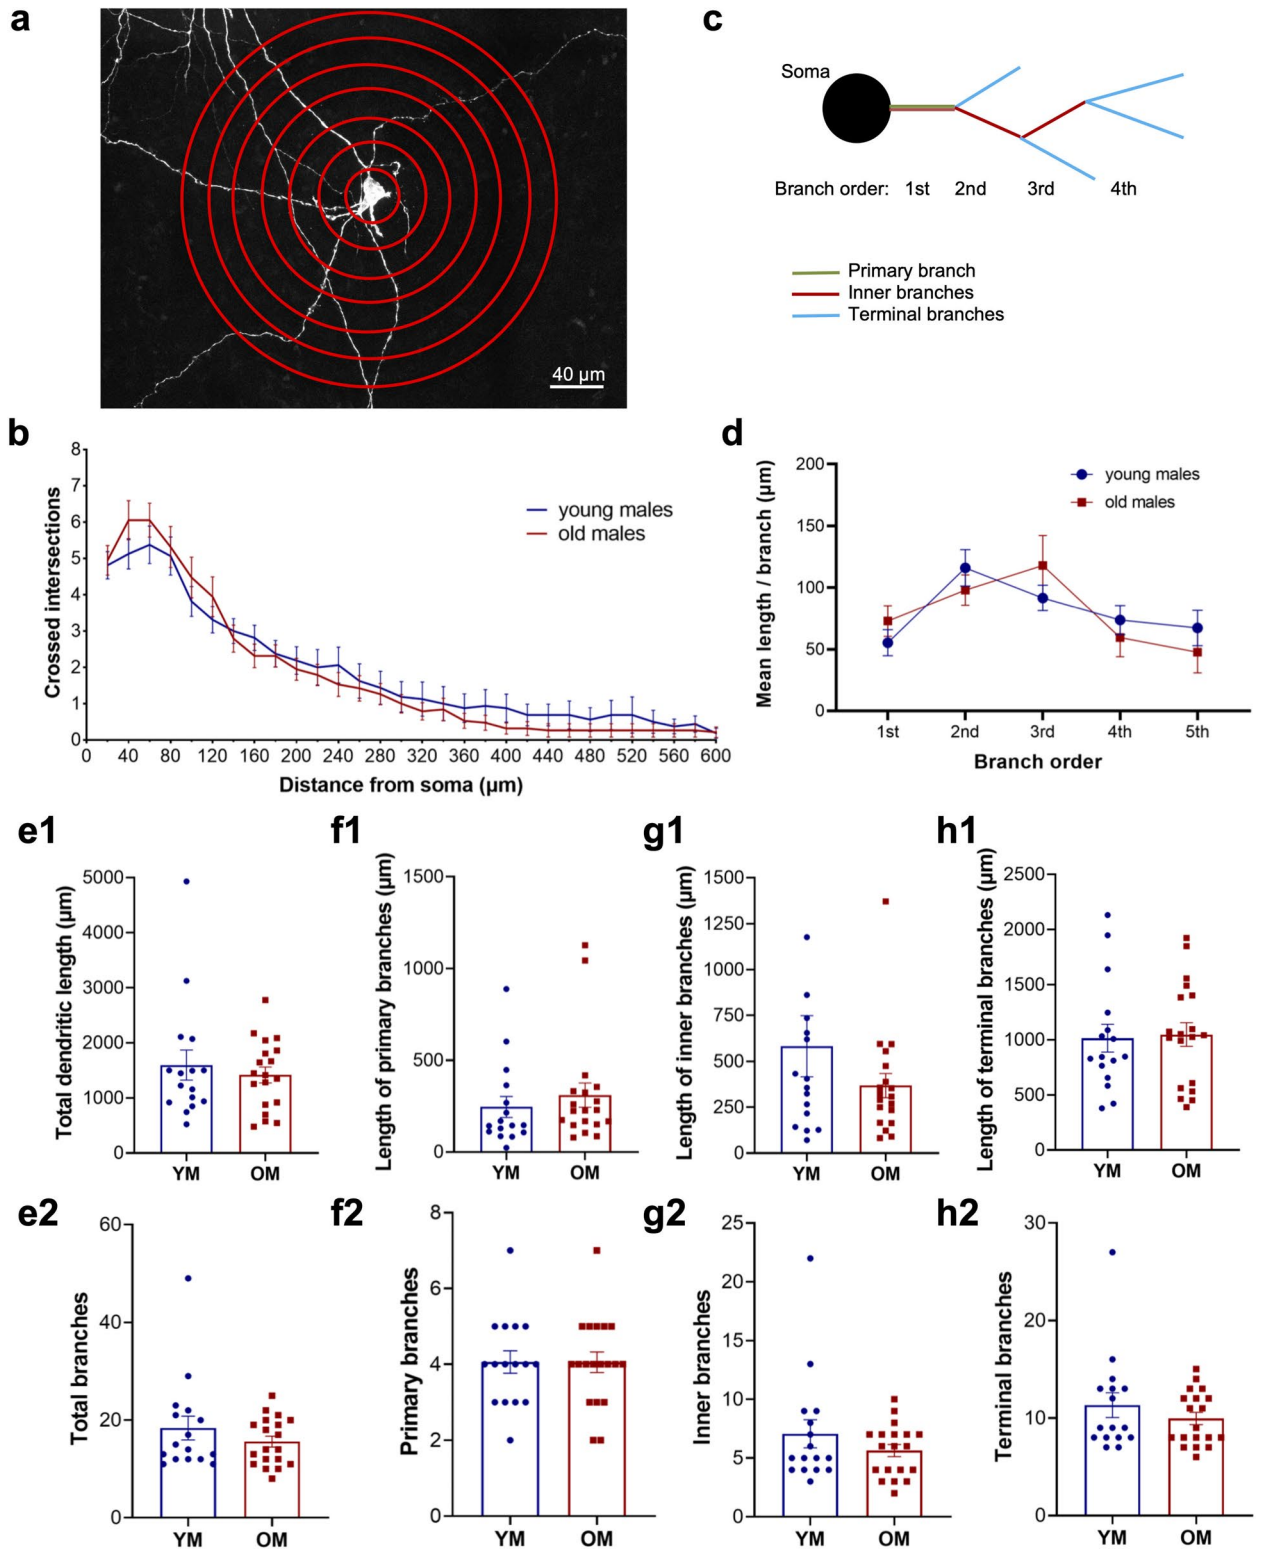 a
40 µm
c
Soma
Branch order: 1st 2nd 3rd 4th
Primary branch
Inner branches
Terminal branches
b
Crossed intersections
8
7
6
5
4
3
2
1
0
0 40 80 120 160 200 240 280 320 360 400 440 480 520 560 600
Distance from soma (µm)
young males
old males
d
Mean length / branch (µm)
200
150
100
50
0
1st 2nd 3rd 4th 5th
Branch order
young males
old males
e1
Total dendritic length (µm)
5000
4000
3000
2000
1000
0
YM OM
f1
Length of primary branches (µm)
1500
1000
500
0
YM OM
g1
Length of inner branches (µm)
1500
1250
1000
750
500
250
0
YM OM
h1
Length of terminal branches (µm)
2500
2000
1500
1000
500
0
YM OM
e2
Total branches
60
40
20
0
YM OM
f2
Primary branches
8
6
4
2
0
YM OM
g2
Inner branches
25
20
15
10
5
0
YM OM
h2
Terminal branches
30
20
10
0
YM OM